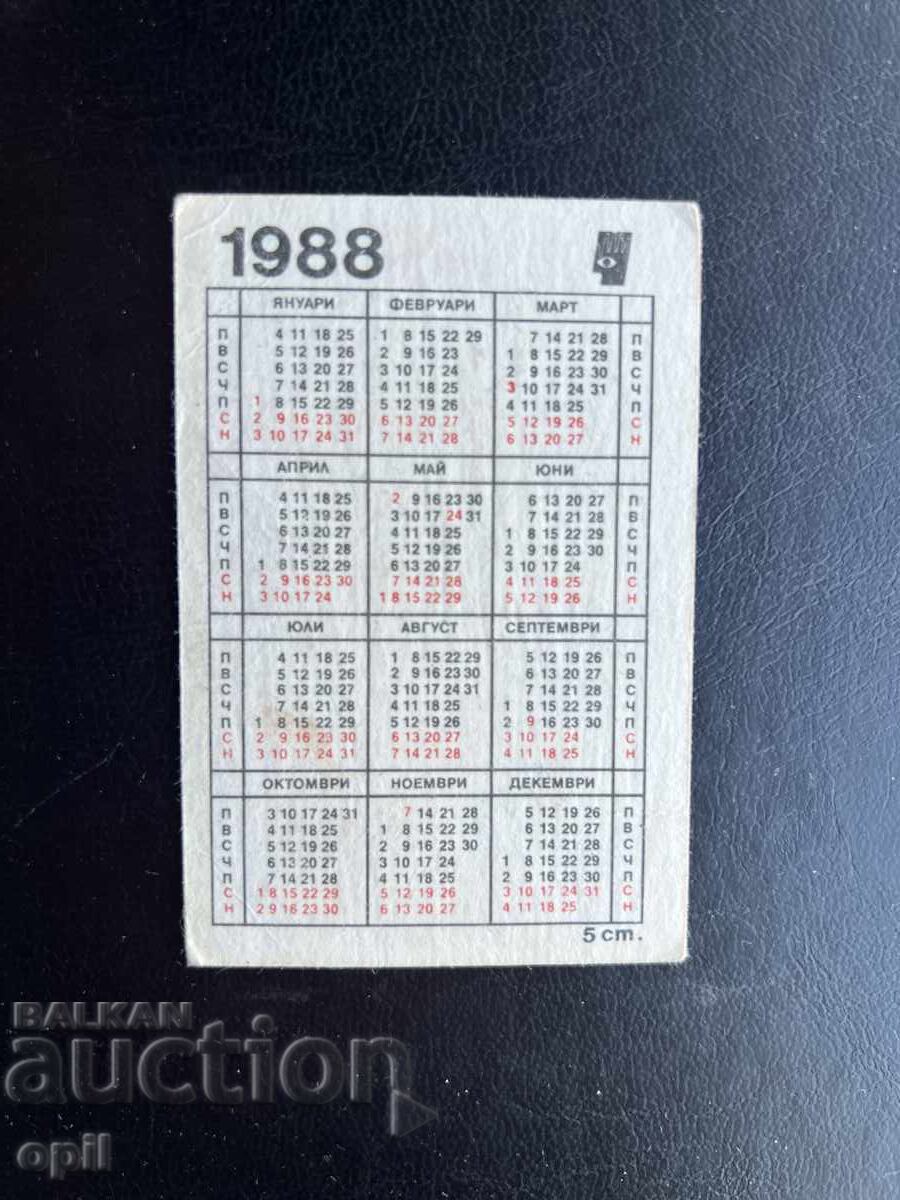 1988
ЯНУАРИ ФЕВРУАРИ МАРТ
П 4 11 18 25 1 8 15 22 29 7 14 21 28 П
В 5 12 19 26 2 9 16 23 1 8 15 22 29 В
С 6 13 20 27 3 10 17 24 2 9 16 23 30 С
Ч 7 14 21 28 4 11 18 25 3 10 17 24 31 Ч
П 1 8 15 22 29 5 12 19 26 4 11 18 25 П
С 2 9 16 23 30 6 13 20 27 5 12 19 26 С
Н 3 10 17 24 31 7 14 21 28 6 13 20 27 Н
АПРИЛ МАЙ ЮНИ
П 4 11 18 25 2 9 16 23 30 6 13 20 27 П
В 5 12 19 26 3 10 17 24 31 7 14 21 28 В
С 6 13 20 27 4 11 18 25 1 8 15 22 29 С
Ч 7 14 21 28 5 12 19 26 2 9 16 23 30 Ч
П 1 8 15 22 29 6 13 20 27 3 10 17 24 П
С 2 9 16 23 30 7 14 21 28 4 11 18 25 С
Н 3 10 17 24 1 8 15 22 29 5 12 19 26 Н
ЮЛИ АВГУСТ СЕПТЕМВРИ
П 4 11 18 25 1 8 15 22 29 5 12 19 26 П
В 5 12 19 26 2 9 16 23 30 6 13 20 27 В
С 6 13 20 27 3 10 17 24 31 7 14 21 28 С
Ч 7 14 21 28 4 11 18 25 1 8 15 22 29 Ч
П 1 8 15 22 29 5 12 19 26 2 9 16 23 30 П
С 2 9 16 23 30 6 13 20 27 3 10 17 24 С
Н 3 10 17 24 31 7 14 21 28 4 11 18 25 Н
ОКТОМВРИ НОЕМВРИ ДЕКЕМВРИ
П 3 10 17 24 31 7 14 21 28 5 12 19 26 П
В 4 11 18 25 1 8 15 22 29 6 13 20 27 В
С 5 12 19 26 2 9 16 23 30 7 14 21 28 С
Ч 6 13 20 27 3 10 17 24 1 8 15 22 29 Ч
П 7 14 21 28 4 11 18 25 2 9 16 23 30 П
С 1 8 15 22 29 5 12 19 26 3 10 17 24 31 С
Н 2 9 16 23 30 6 13 20 27 4 11 18 25 Н
5 cm.
BALKAN
auction
opil